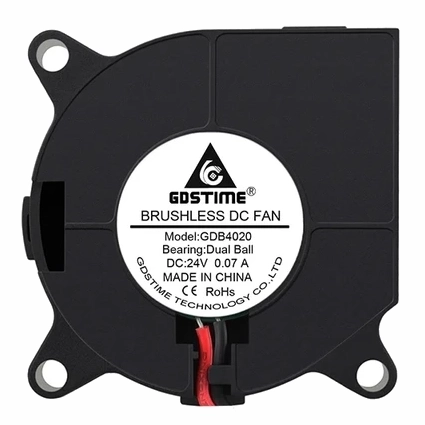 GDSTIME®
BRUSHLESS DC FAN
Model:GDB4020
Bearing:Dual Ball
DC:24V 0.07 A
MADE IN CHINA
CE RoHs
GDSTIME TECHNOLOGY CO.,LTD